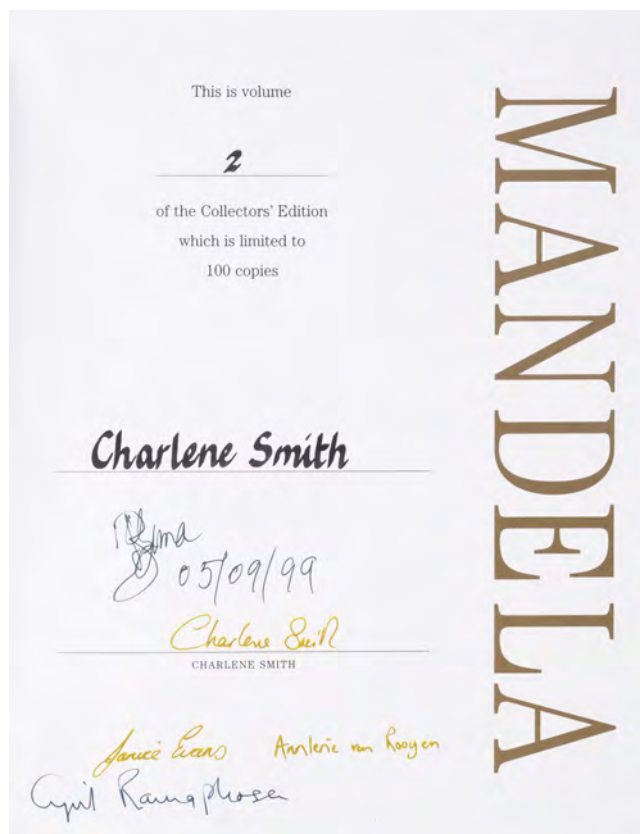 This is volume
2
of the Collectors' Edition
which is limited to
100 copies
MANDELA
Charlene Smith
05/09/99
Charlene Smith
CHARLENE SMITH
Janice Evans Annlerie van Rooyen
Cyril Ramaphosa